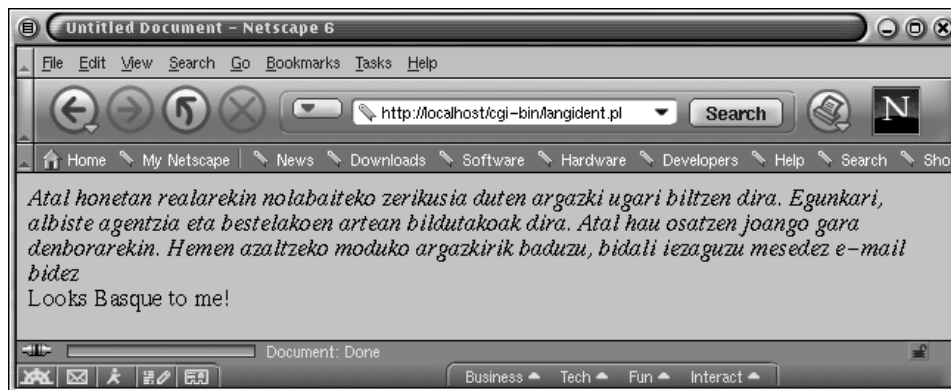 Untitled Document – Netscape 6
File Edit View Search Go Bookmarks Tasks Help
http://localhost/cgi-bin/langident.pl Search N
Home My Netscape News Downloads Software Hardware Developers Help Search Sho
Atal honetan realarekin nolabaiteko zerikusia duten argazki ugari biltzen dira. Egunkari,
albiste agentzia eta bestelakoen artean bildutakoak dira. Atal hau osatzen joango gara
denborarekin. Hemen azaltzeko moduko argazkirik baduzu, bidali iezaguzu mesedez e-mail
bidez
Looks Basque to me!
Document: Done
Business Tech Fun Interact